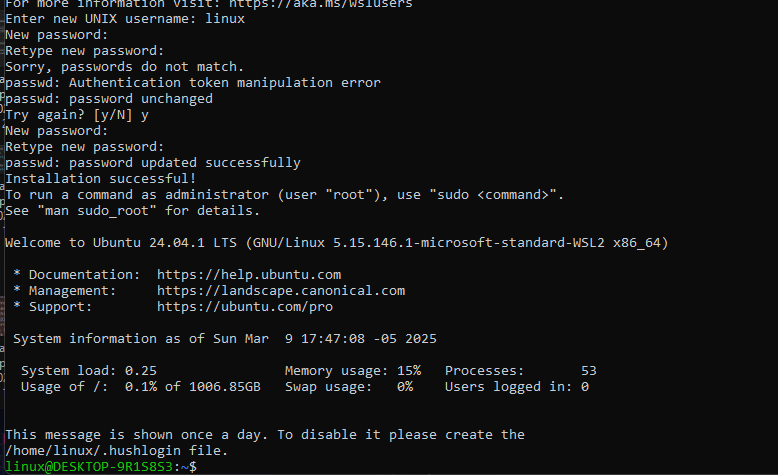 For more information visit: https://aka.ms/wslusers
Enter new UNIX username: linux
New password:
Retype new password:
Sorry, passwords do not match.
passwd: Authentication token manipulation error
passwd: password unchanged
Try again? [y/N] y
New password:
Retype new password:
passwd: password updated successfully
Installation successful!
To run a command as administrator (user "root"), use "sudo <command>".
See "man sudo_root" for details.
Welcome to Ubuntu 24.04.1 LTS (GNU/Linux 5.15.146.1-microsoft-standard-WSL2 x86_64)
* Documentation:  https://help.ubuntu.com
* Management:     https://landscape.canonical.com
* Support:        https://ubuntu.com/pro
System information as of Sun Mar  9 17:47:08 -05 2025
System load: 0.25                Memory usage: 15%   Processes:       53
Usage of /:  0.1% of 1006.85GB   Swap usage:   0%    Users logged in: 0
This message is shown once a day. To disable it please create the
/home/linux/.hushlogin file.
linux@DESKTOP-9R1S8S3:~$